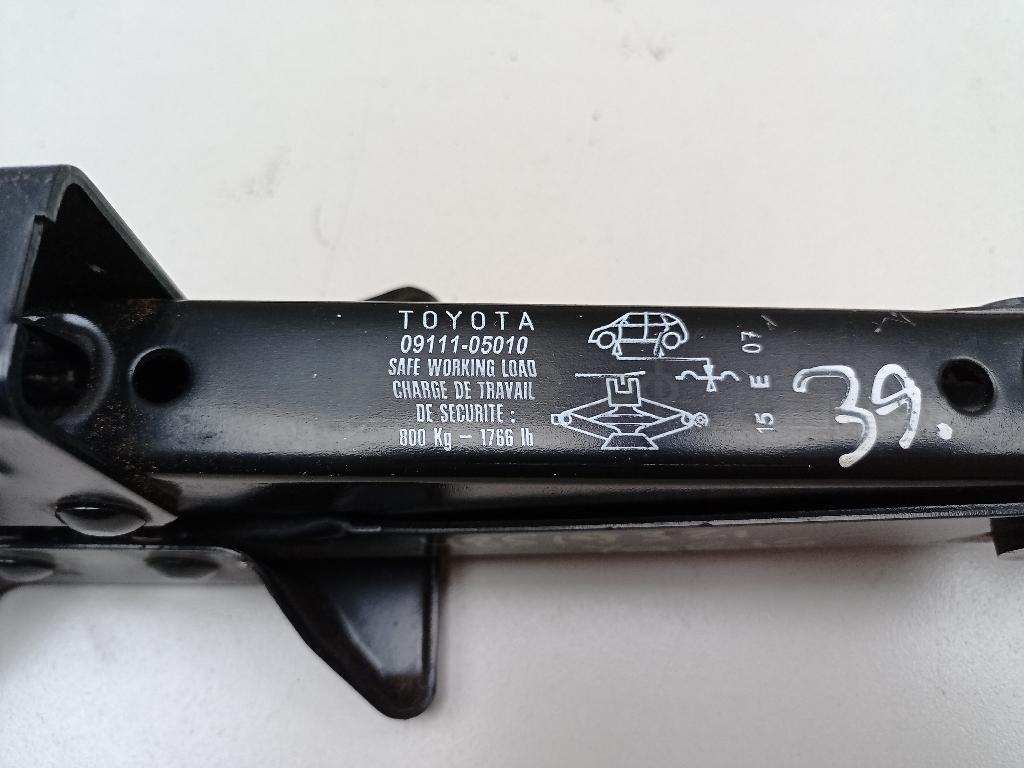 TOYOTA
09111-05010
SAFE WORKING LOAD
CHARGE DE TRAVAIL
DE SECURITE :
800 Kg – 1766 lb
15 E 07
39.